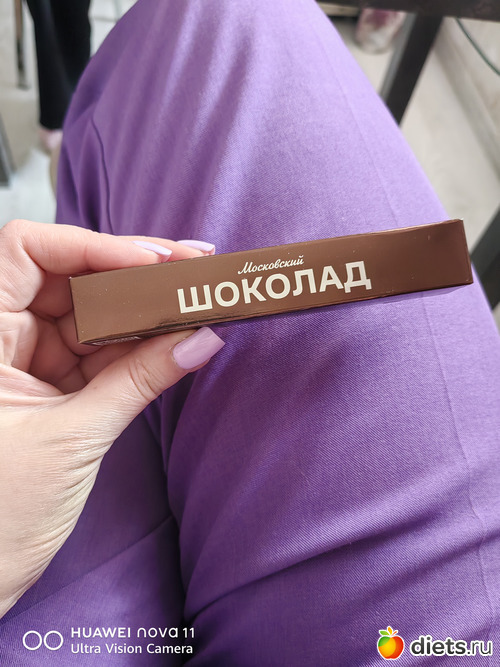 Московский
ШОКОЛАД
HUAWEI nova 11
Ultra Vision Camera
diets.ru